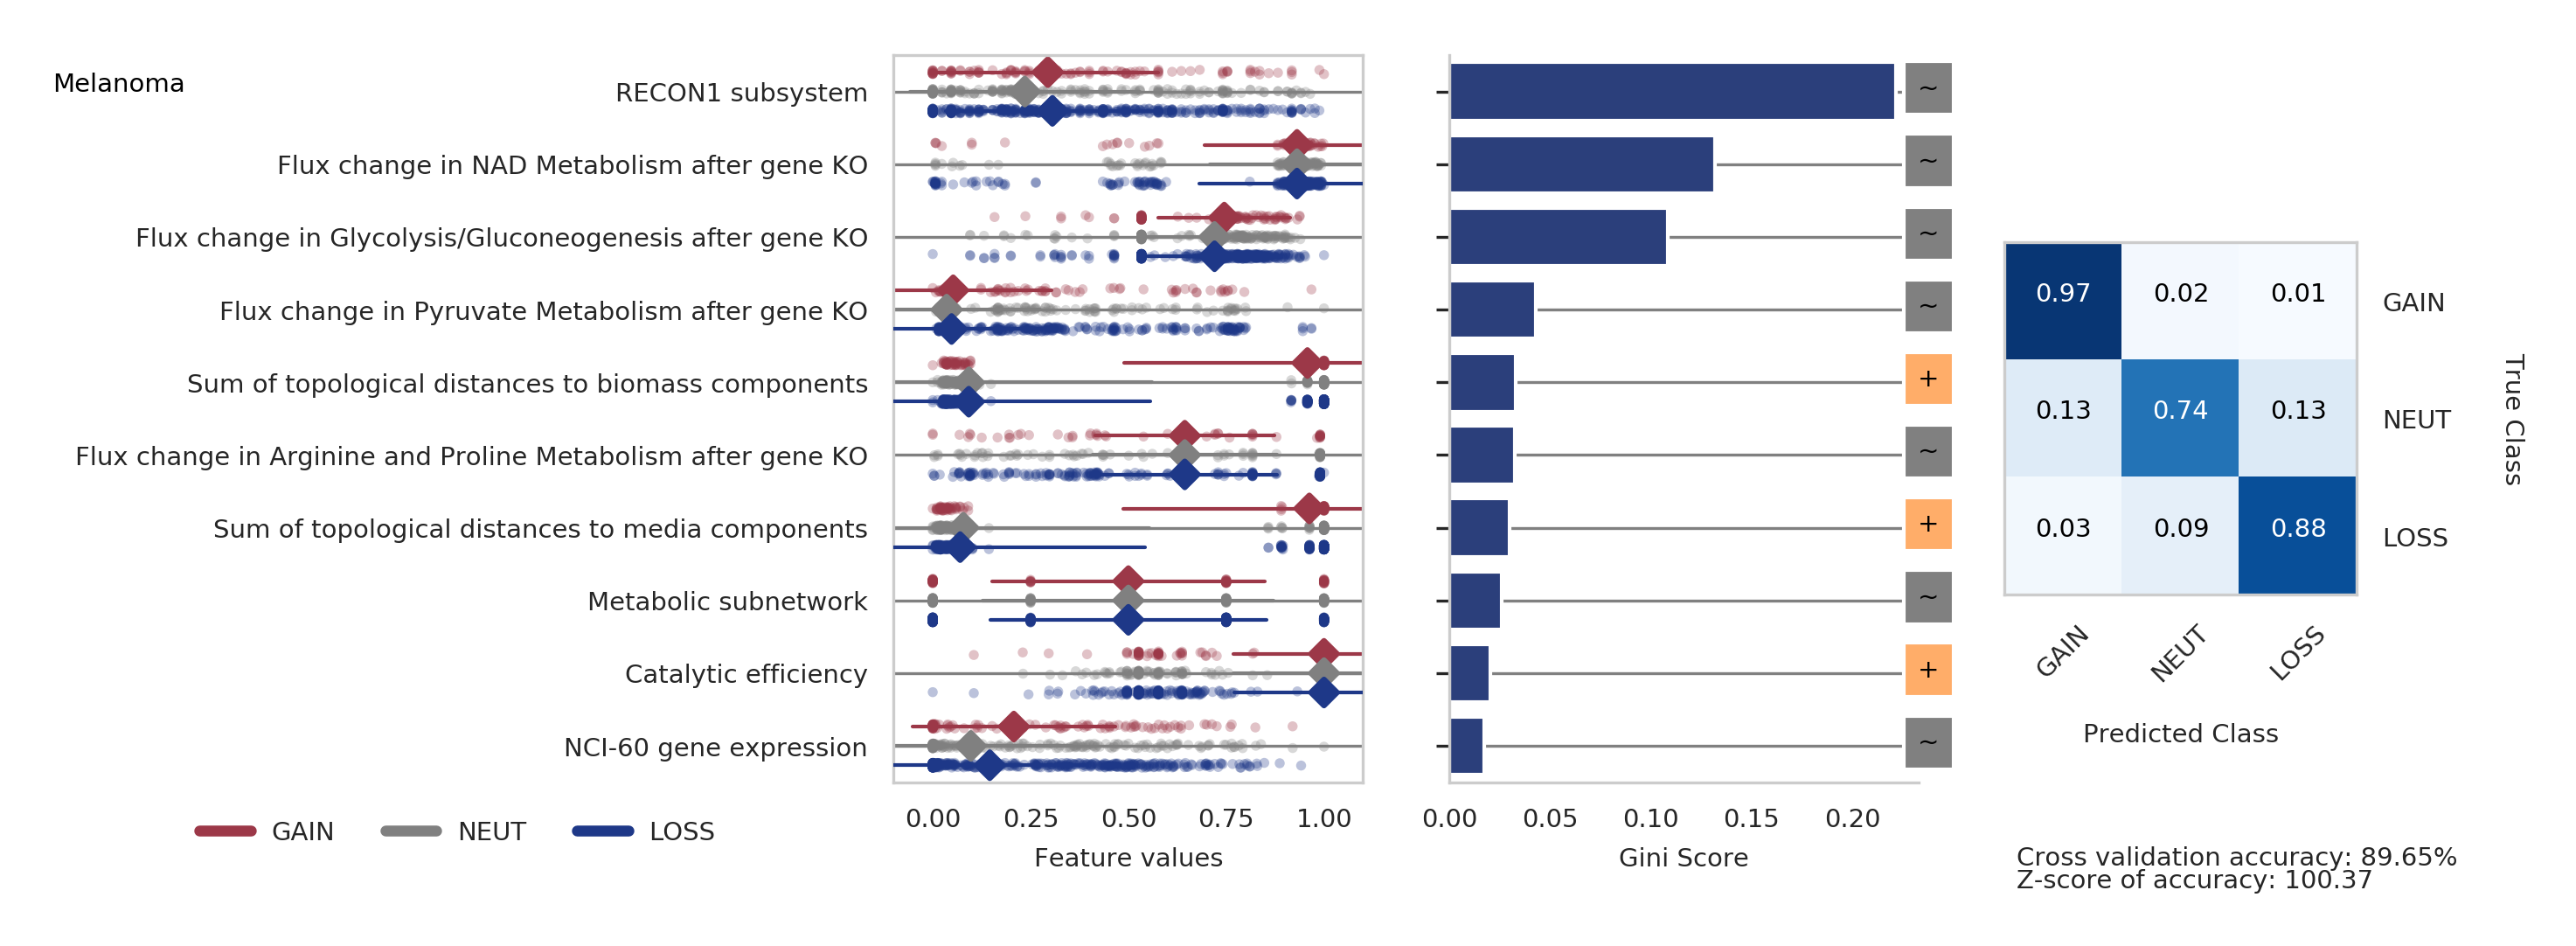 Melanoma
RECON1 subsystem
Flux change in NAD Metabolism after gene KO
Flux change in Glycolysis/Gluconeogenesis after gene KO
Flux change in Pyruvate Metabolism after gene KO
Sum of topological distances to biomass components
Flux change in Arginine and Proline Metabolism after gene KO
Sum of topological distances to media components
Metabolic subnetwork
Catalytic efficiency
NCI-60 gene expression
GAIN NEUT LOSS
0.00 0.25 0.50 0.75 1.00
Feature values
~
~
~
~
+
~
+
~
+
~
0.00 0.05 0.10 0.15 0.20
Gini Score
0.97 0.02 0.01 GAIN
0.13 0.74 0.13 NEUT
0.03 0.09 0.88 LOSS
True Class
GAIN NEUT LOSS
Predicted Class
Cross validation accuracy: 89.65%
Z-score of accuracy: 100.37